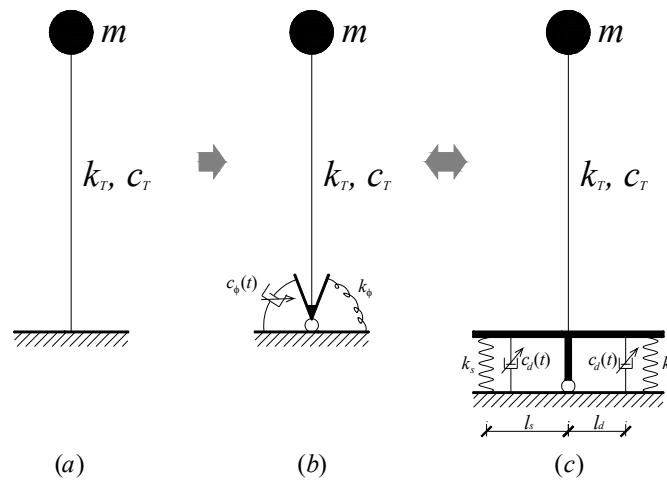 m
m
m
k_T, c_T
k_T, c_T
k_T, c_T
c_ϕ(t)
k_ϕ
k_s
c_d(t)
c_d(t)
k
l_s
l_d
(a)
(b)
(c)